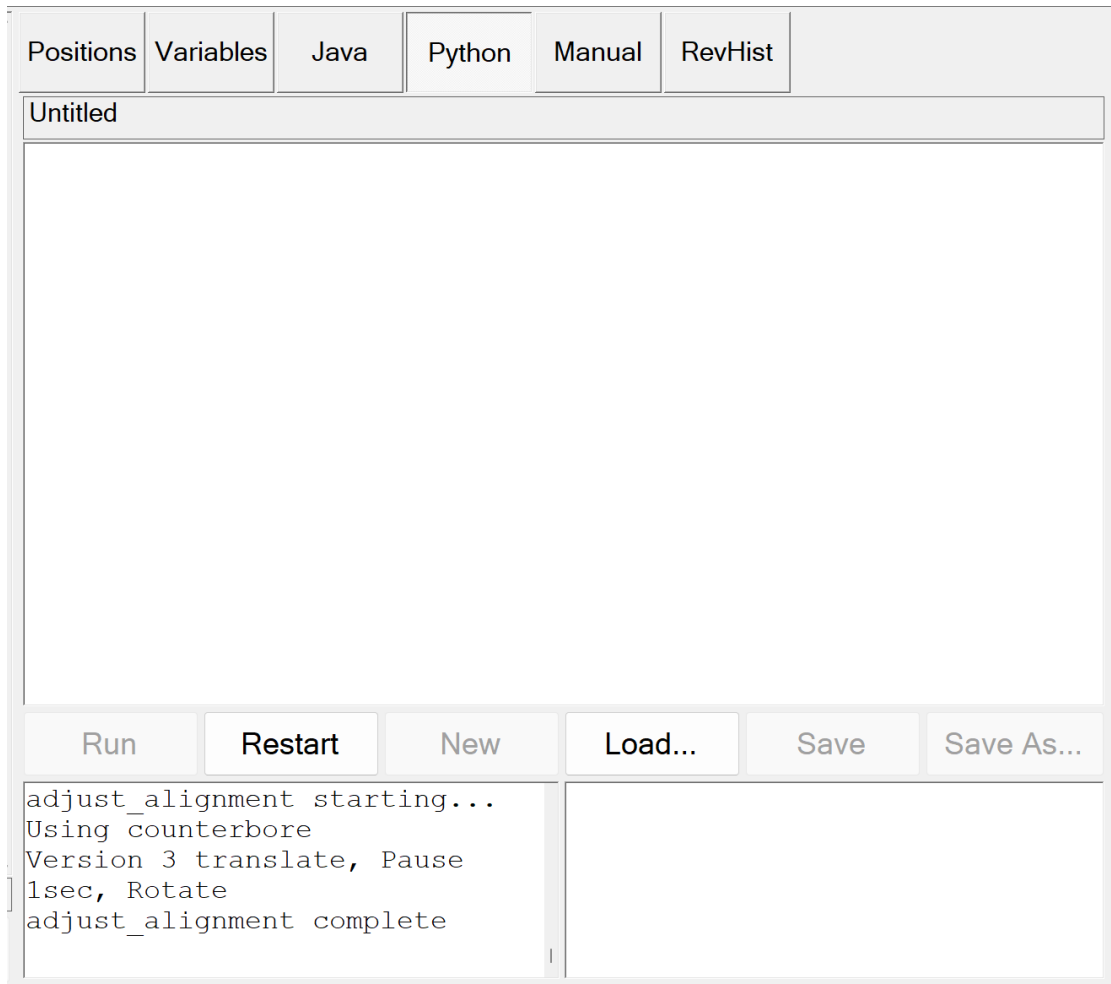 Positions Variables Java Python Manual RevHist
Untitled
Run Restart New Load... Save Save As...
adjust_alignment starting...
Using counterbore
Version 3 translate, Pause
1sec, Rotate
adjust_alignment complete